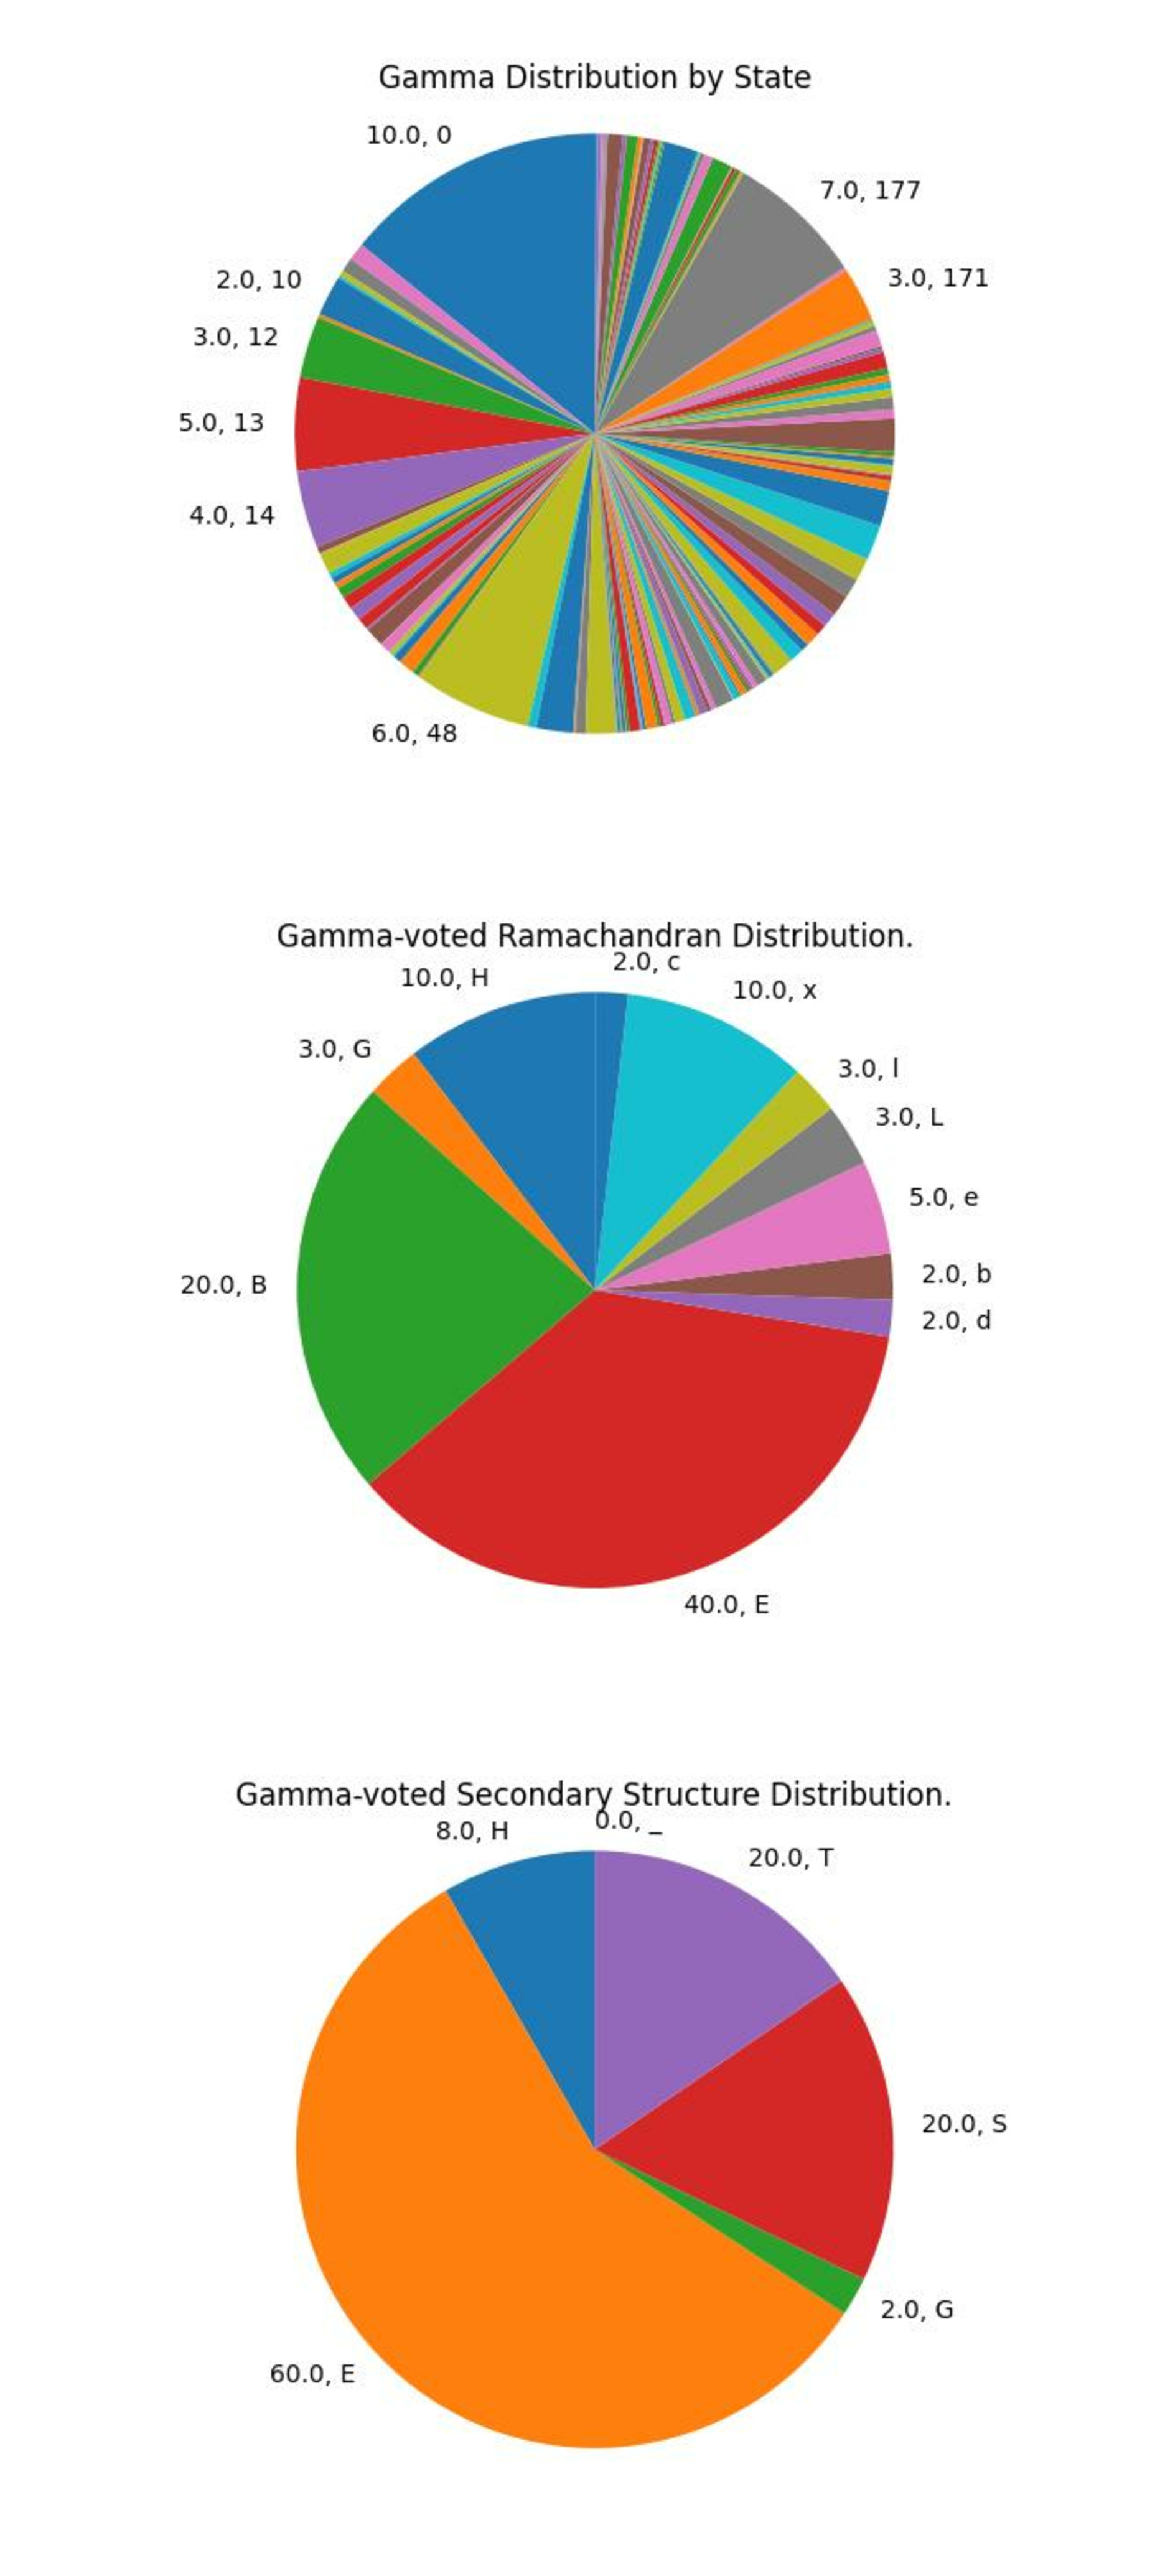 Gamma Distribution by State
10.0, 0
7.0, 177
3.0, 171
2.0, 10
3.0, 12
5.0, 13
4.0, 14
6.0, 48
Gamma-voted Ramachandran Distribution.
2.0, c
10.0, H
10.0, x
3.0, G
3.0, l
3.0, L
5.0, e
2.0, b
20.0, B
2.0, d
40.0, E
Gamma-voted Secondary Structure Distribution.
0.0, _
8.0, H
20.0, T
20.0, S
2.0, G
60.0, E